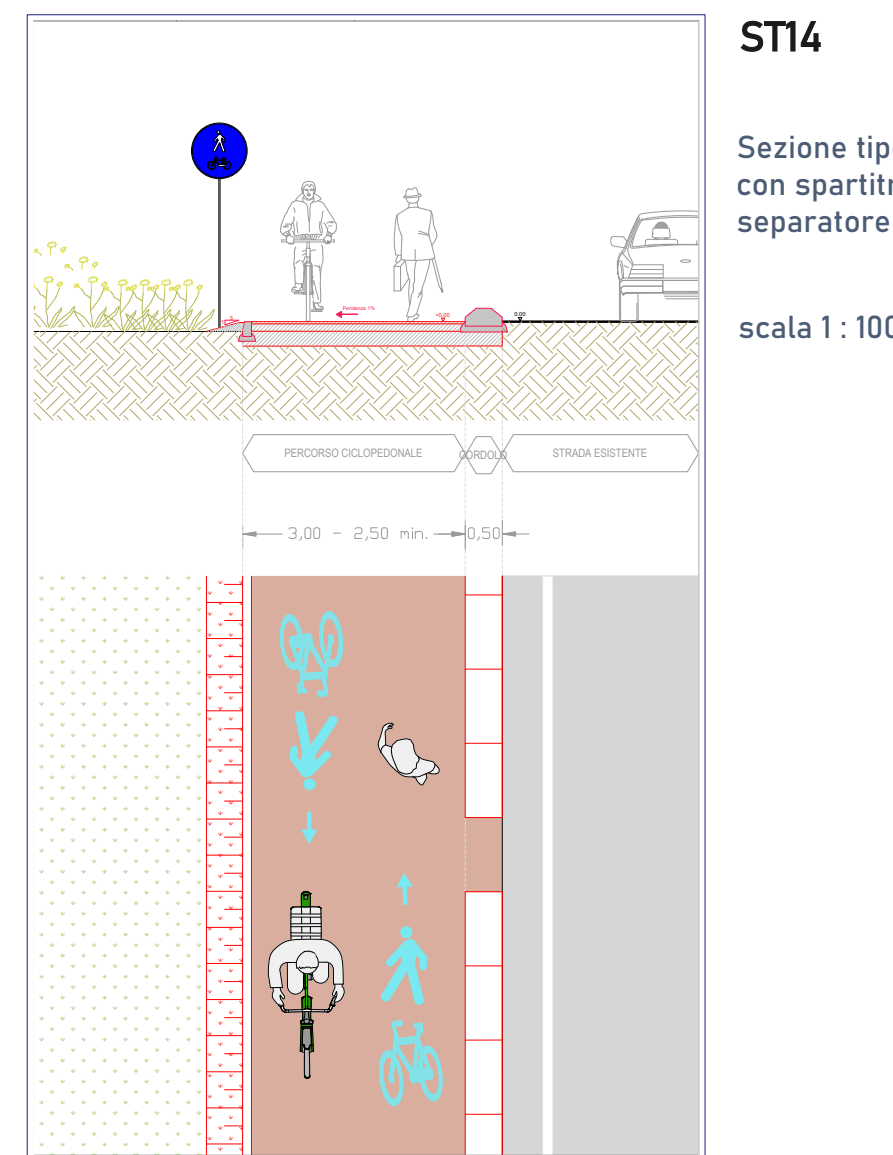 ST14
Sezione tip
con spartit
separatore
scala 1 : 100
Pendenza 1%
+0,00
0.00
PERCORSO CICLOPEDONALE
CORDOLO
STRADA ESISTENTE
3,00 - 2,50 min.
0,50